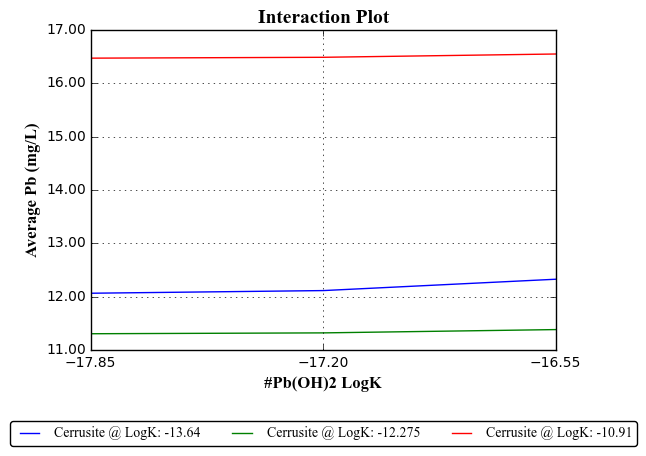 Interaction Plot
17.00
16.00
15.00
14.00
13.00
12.00
11.00
Average Pb (mg/L)
−17.85
−17.20
−16.55
#Pb(OH)2 LogK
Cerrusite @ LogK: -13.64
Cerrusite @ LogK: -12.275
Cerrusite @ LogK: -10.91